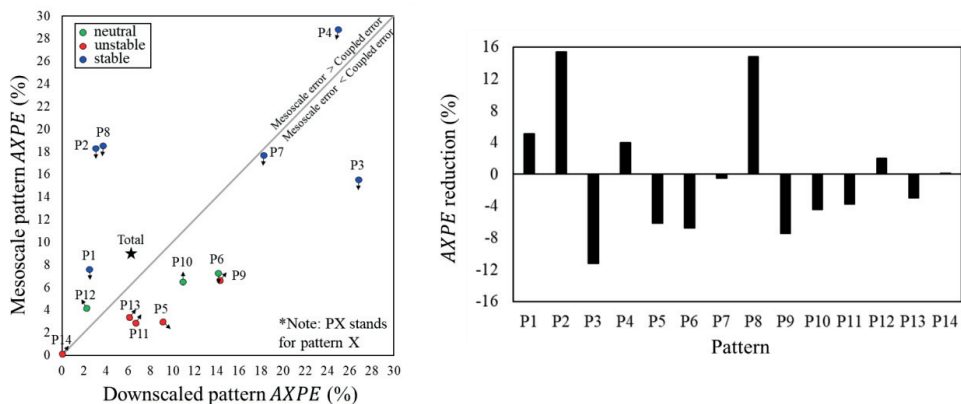 30
28
26
24
22
20
18
16
14
12
10
8
6
4
2
0
Mesoscale pattern AXPE (%)
neutral
unstable
stable
P4
Mesoscale error > Coupled error
Mesoscale error < Coupled error
P2
P8
P7
P3
P1
Total
P12
P10
P6
P9
P13
P11
P5
P14
*Note: PX stands
for pattern X
0 2 4 6 8 10 12 14 16 18 20 22 24 26 28 30
Downscaled pattern AXPE (%)
16
12
8
4
0
-4
-8
-12
-16
AXPE reduction (%)
P1 P2 P3 P4 P5 P6 P7 P8 P9 P10 P11 P12 P13 P14
Pattern